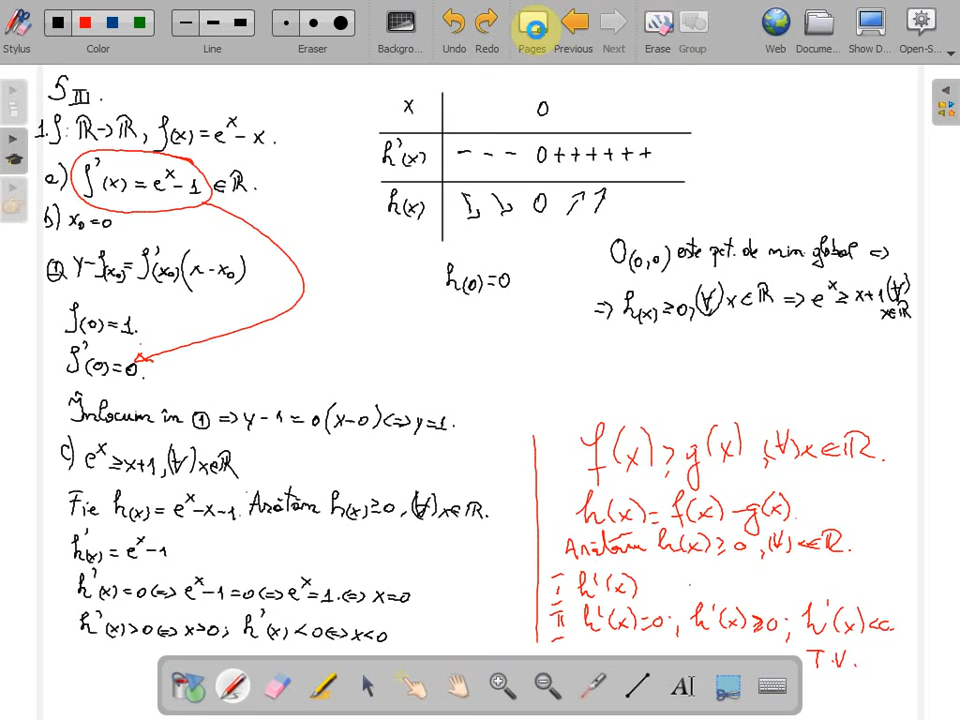 Stylus Color Line Eraser Backgro... Undo Redo Pages Previous Next Erase Group Web Docume... Show D... Open-S...
S III.
1. f: ℝ→ℝ, f(x) = e^x - x.
a) f'(x) = e^x - 1 ∈ ℝ.
b) x₀=0
① y-f(x₀) = f'(x₀)(x-x₀)
f(0)=1.
f'(0)=0.
Înlocuim în ① => y-1 = 0(x-0) <=> y=1.
c) e^x ≥ x+1, (∀) x∈ℝ
Fie h(x) = e^x - x - 1. Arătăm h(x) ≥ 0, (∀) x∈ℝ.
h'(x) = e^x - 1
h'(x) = 0 <=> e^x - 1 = 0 <=> e^x = 1. <=> x=0
h'(x) > 0 <=> x>0; h'(x) < 0 <=> x<0
x 0
h'(x) - - - 0 + + + + + +
h(x) ↘ ↘ 0 ↗ ↗
h(0)=0
O(0,0) este pct. de min global =>
=> h(x) ≥ 0, (∀) x∈ℝ => e^x ≥ x+1 (∀) x∈ℝ
f(x) ≥ g(x), (∀) x∈ℝ.
h(x) = f(x) - g(x).
Arătăm h(x) ≥ 0, (∀) x∈ℝ.
I h'(x)
II h'(x)=0; h'(x)≥0; h'(x)<0.
T.V.